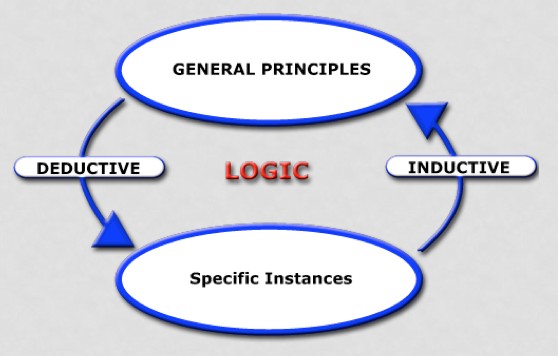 GENERAL PRINCIPLES
DEDUCTIVE
LOGIC
INDUCTIVE
Specific Instances